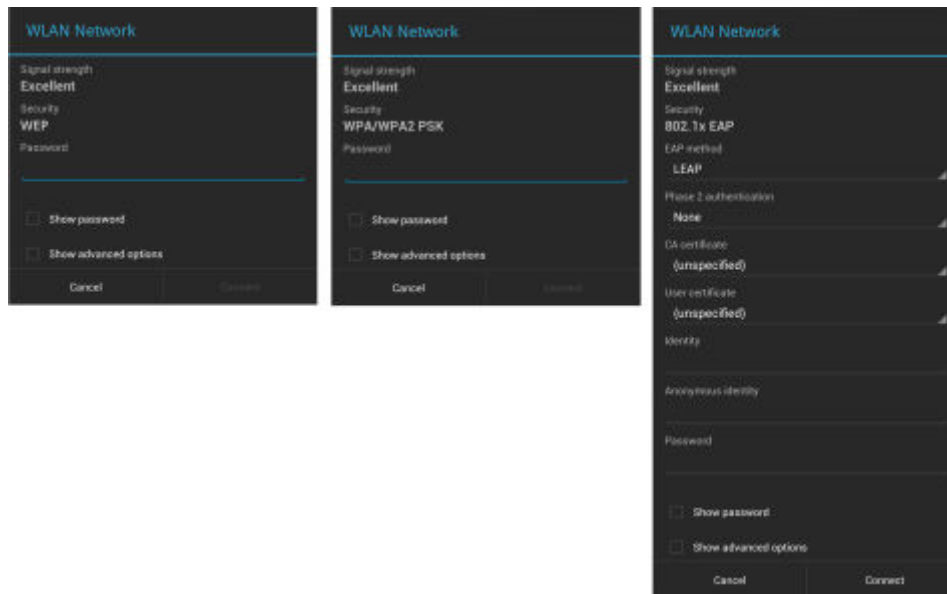 WLAN Network
Signal strength
Excellent
Security
WEP
Password
Show password
Show advanced options
Cancel
Connect
WLAN Network
Signal strength
Excellent
Security
WPA/WPA2 PSK
Password
Show password
Show advanced options
Cancel
Connect
WLAN Network
Signal strength
Excellent
Security
802.1x EAP
EAP method
LEAP
Phase 2 authentication
None
CA certificate
(unspecified)
User certificate
(unspecified)
Identity
Anonymous identity
Password
Show password
Show advanced options
Cancel
Connect